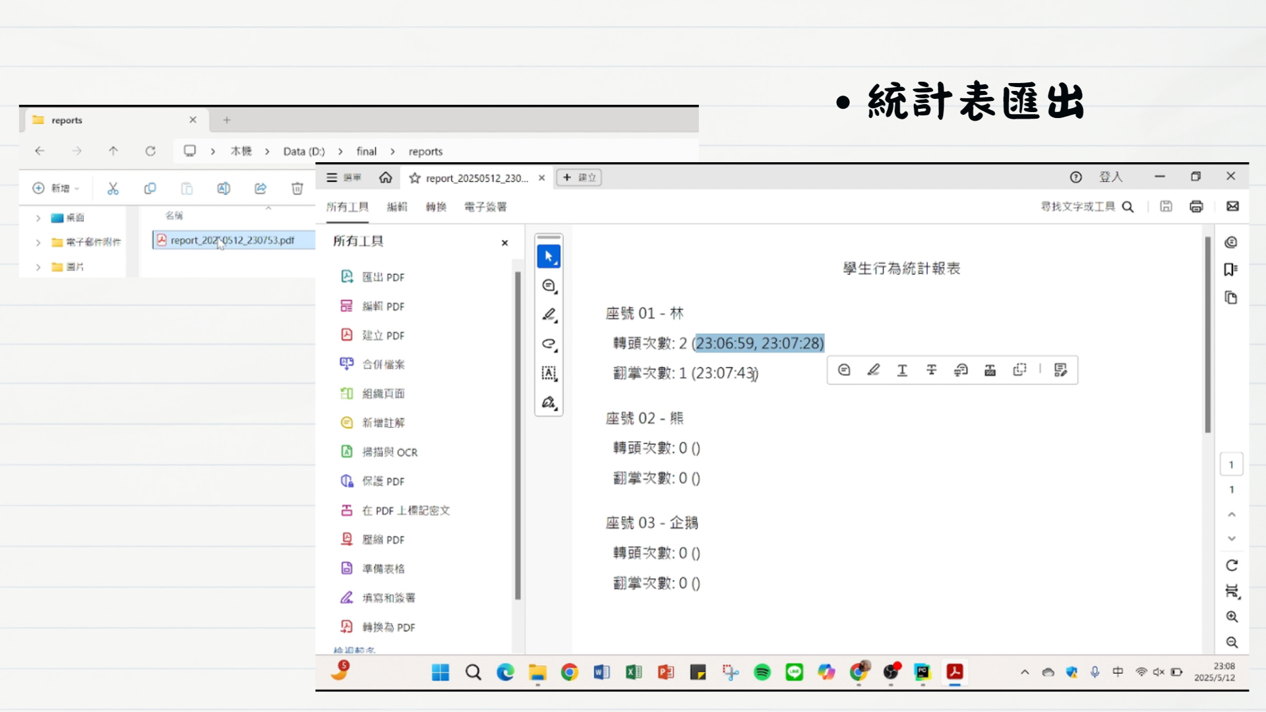 • 統計表匯出
reports
本機 > Data (D:) > final > reports
新增
名稱
桌面
電子郵件附件
圖片
report_20250512_230753.pdf
選單
report_20250512_230...
+ 建立
登入
所有工具 編輯 轉換 電子簽署
尋找文字或工具
所有工具
匯出 PDF
編輯 PDF
建立 PDF
合併檔案
組織頁面
新增註解
掃描與 OCR
保護 PDF
在 PDF 上標記密文
壓縮 PDF
準備表格
填寫和簽署
轉換為 PDF
檢視較多
學生行為統計報表
座號 01 - 林
轉頭次數: 2 (23:06:59, 23:07:28)
翻掌次數: 1 (23:07:43)
座號 02 - 熊
轉頭次數: 0 ()
翻掌次數: 0 ()
座號 03 - 企鵝
轉頭次數: 0 ()
翻掌次數: 0 ()
1
1
5
中
23:08
2025/5/12